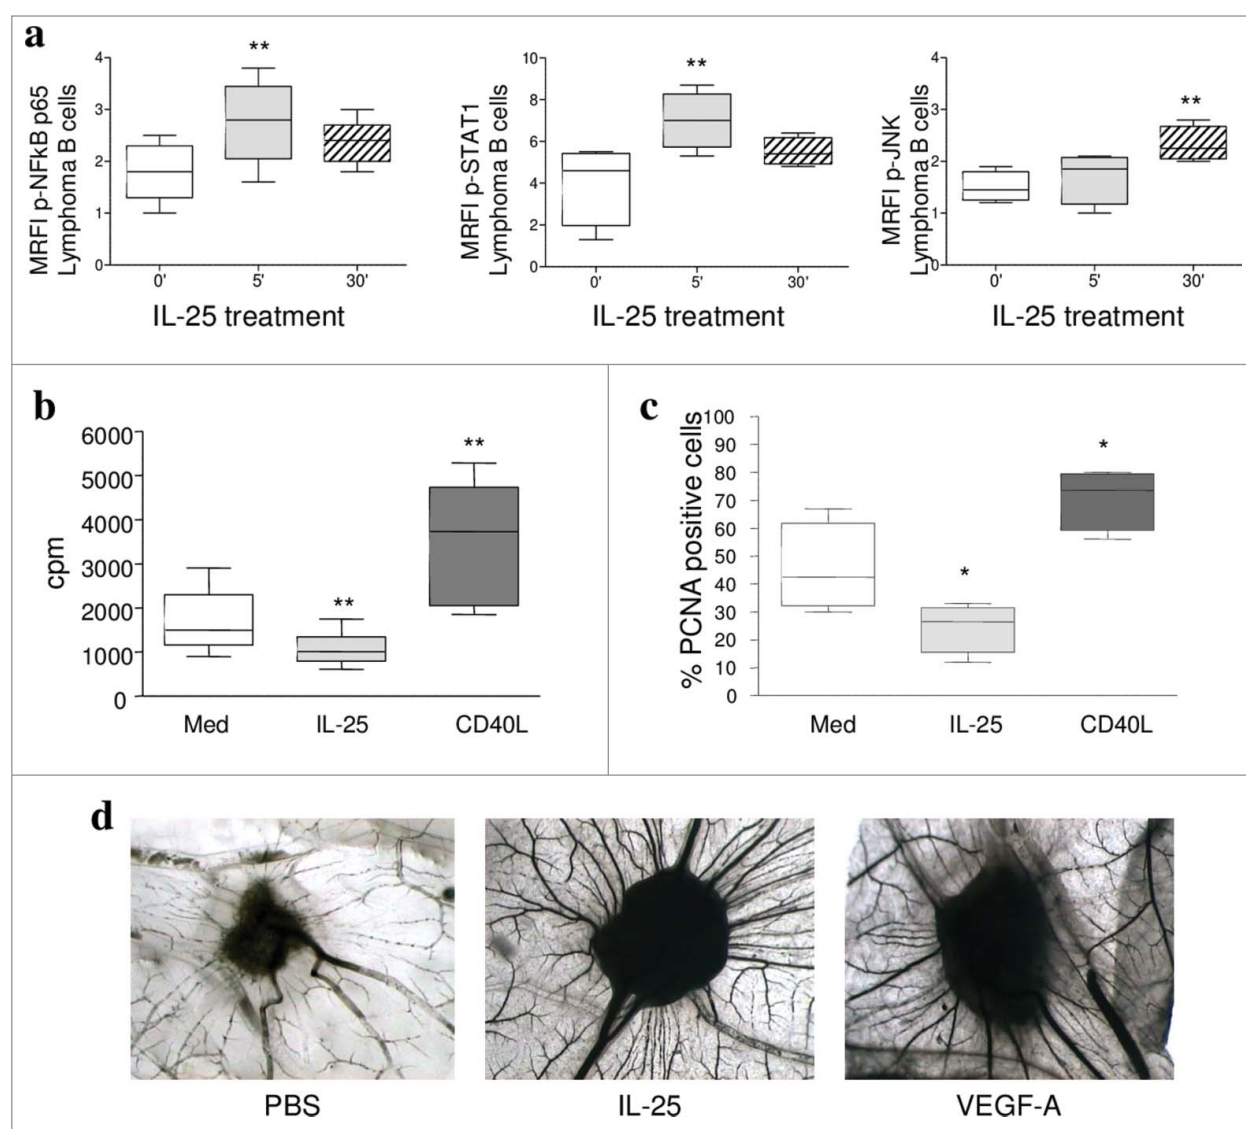 a
**
**
**
MRFI p-NFkB p65
Lymphoma B cells
4
3
2
1
0
0' 5' 30'
IL-25 treatment
MRFI p-STAT1
Lymphoma B cells
10
8
6
4
2
0
0' 5' 30'
IL-25 treatment
MRFI p-JNK
Lymphoma B cells
4
3
2
1
0
0' 5' 30'
IL-25 treatment
b
cpm
6000
5000
4000
3000
2000
1000
0
**
**
Med IL-25 CD40L
c
% PCNA positive cells
100
90
80
70
60
50
40
30
20
10
0
*
*
Med IL-25 CD40L
d
PBS IL-25 VEGF-A